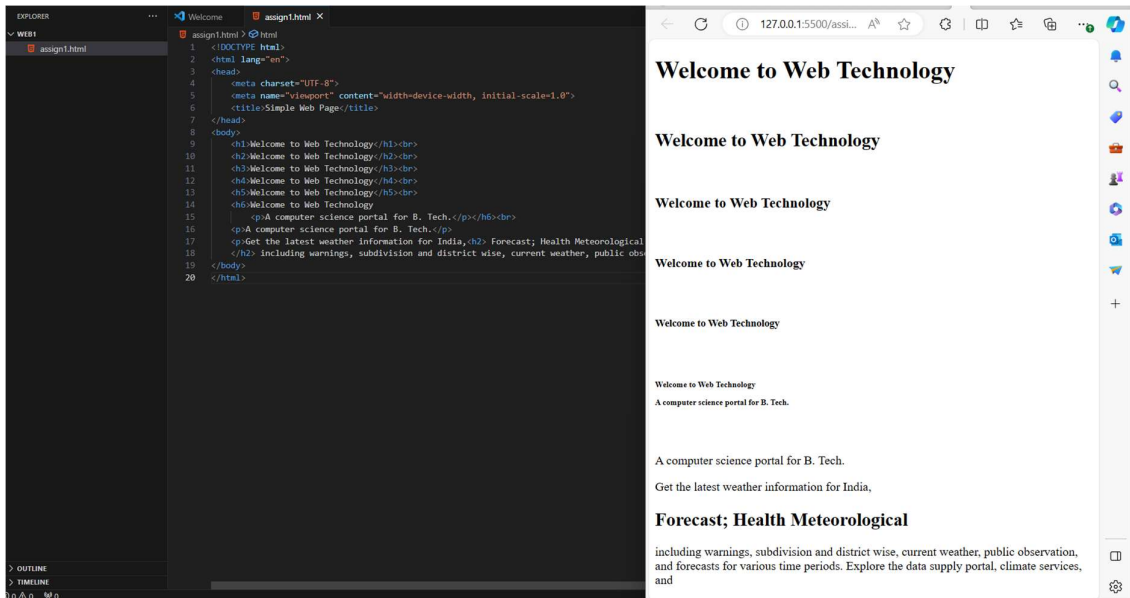 EXPLORER
WEB1
assign1.html
OUTLINE
TIMELINE
Welcome
assign1.html
assign1.html > html
1 <!DOCTYPE html>
2 <html lang="en">
3 <head>
4 <meta charset="UTF-8">
5 <meta name="viewport" content="width=device-width, initial-scale=1.0">
6 <title>Simple Web Page</title>
7 </head>
8 <body>
9 <h1>Welcome to Web Technology</h1><br>
10 <h2>Welcome to Web Technology</h2><br>
11 <h3>Welcome to Web Technology</h3><br>
12 <h4>Welcome to Web Technology</h4><br>
13 <h5>Welcome to Web Technology</h5><br>
14 <h6>Welcome to Web Technology
15 <p>A computer science portal for B. Tech.</p></h6><br>
16 <p>A computer science portal for B. Tech.</p>
17 <p>Get the latest weather information for India,<h2> Forecast; Health Meteorological
18 </h2> including warnings, subdivision and district wise, current weather, public obs
19 </body>
20 </html>
127.0.0.1:5500/assi...
Welcome to Web Technology
Welcome to Web Technology
Welcome to Web Technology
Welcome to Web Technology
Welcome to Web Technology
Welcome to Web Technology
A computer science portal for B. Tech.
A computer science portal for B. Tech.
Get the latest weather information for India,
Forecast; Health Meteorological
including warnings, subdivision and district wise, current weather, public observation,
and forecasts for various time periods. Explore the data supply portal, climate services,
and